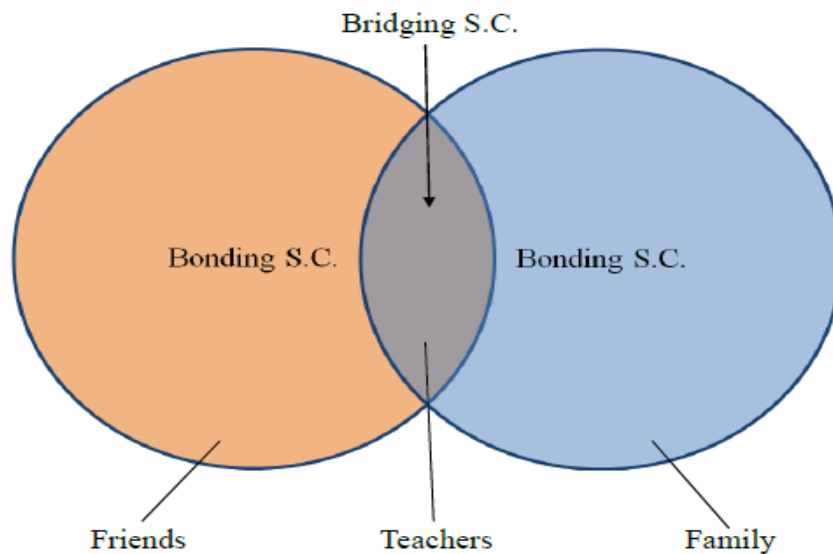 Bridging S.C.
Bonding S.C.
Bonding S.C.
Friends
Teachers
Family